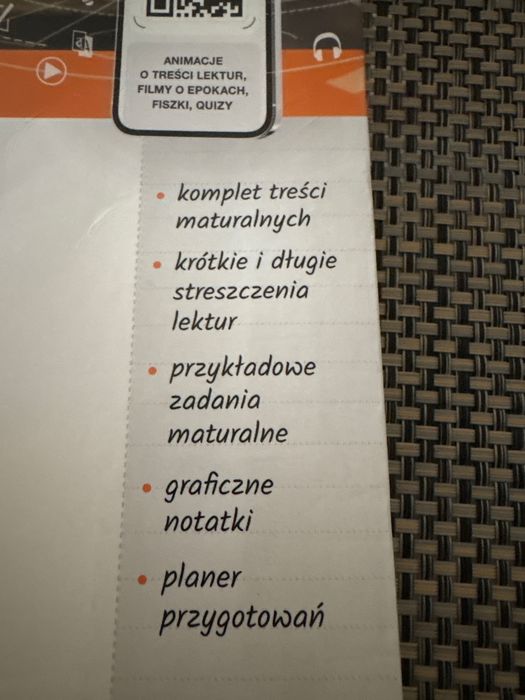 ANIMACJE
O TREŚCI LEKTUR,
FILMY O EPOKACH,
FISZKI, QUIZY
• komplet treści
maturalnych
• krótkie i długie
streszczenia
lektur
• przykładowe
zadania
maturalne
• graficzne
notatki
• planer
przygotowań